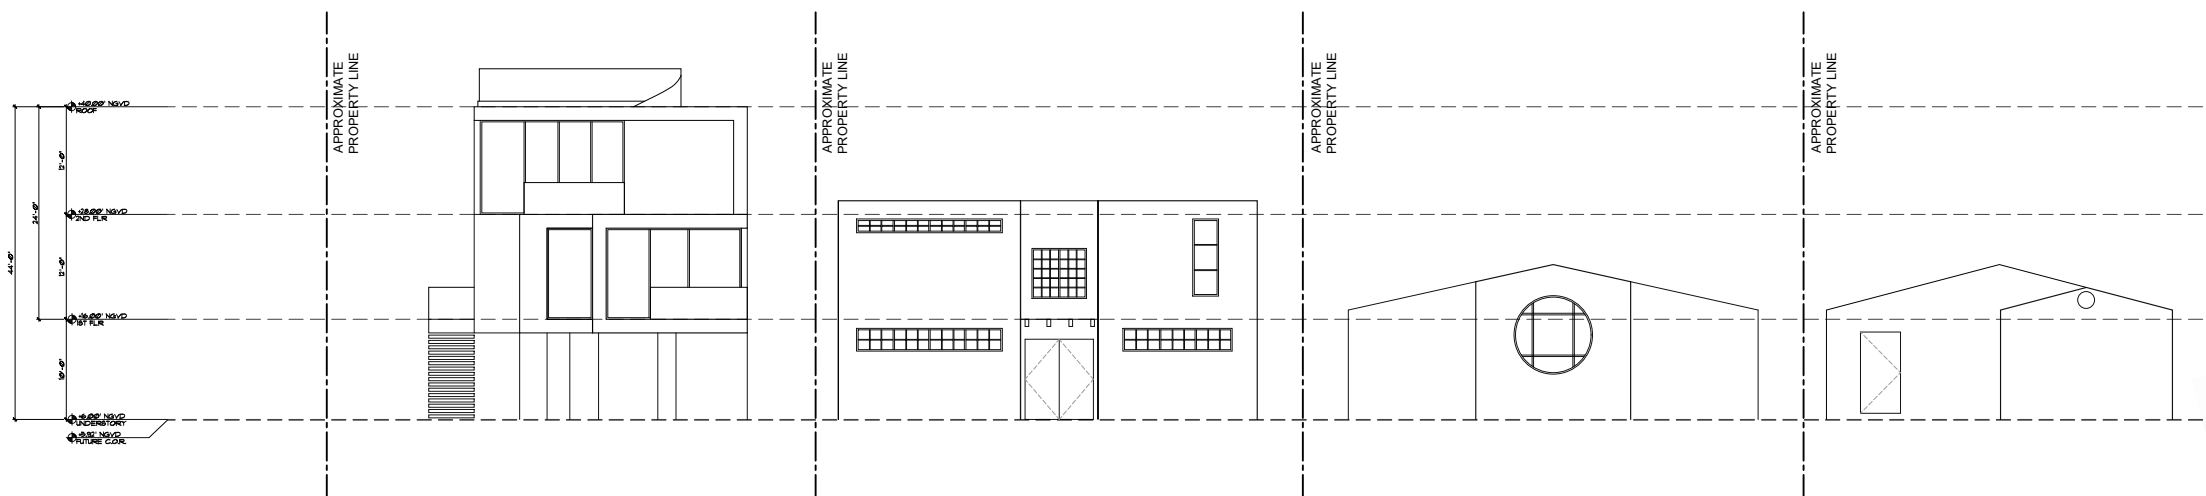 +40.00' NGVD
ROOF
12'-0"
24'-0"
+28.00' NGVD
2ND FLR
12'-0"
44'-0"
+16.00' NGVD
1ST FLR
10'-0"
+6.00' NGVD
UNDERSTORY
NGVD
FUTURE C.O.R.
APPROXIMATE
PROPERTY LINE
APPROXIMATE
PROPERTY LINE
APPROXIMATE
PROPERTY LINE
APPROXIMATE
PROPERTY LINE